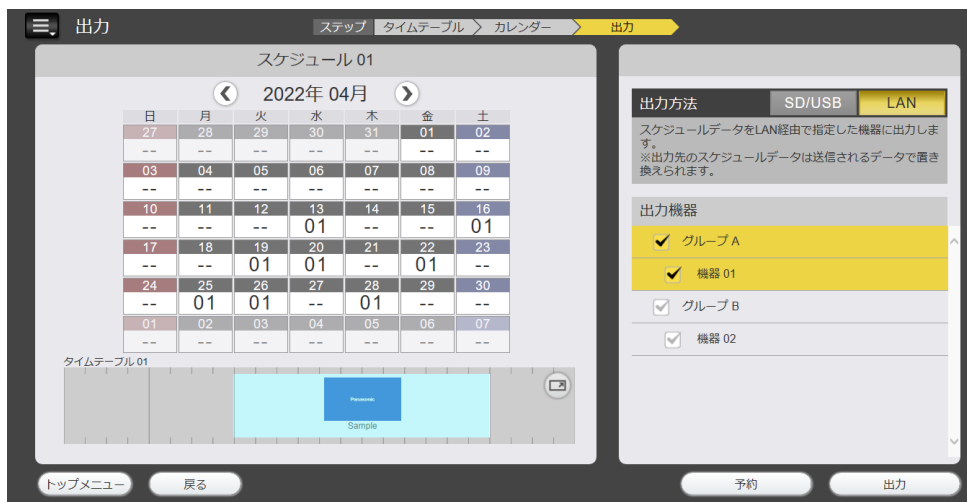 出力
ステップ タイムテーブル カレンダー 出力
スケジュール 01
2022年 04月
日 月 火 水 木 金 土
27 28 29 30 31 01 02
-- -- -- -- -- -- --
03 04 05 06 07 08 09
-- -- -- -- -- -- --
10 11 12 13 14 15 16
-- -- -- 01 -- -- 01
17 18 19 20 21 22 23
-- -- 01 01 -- 01 --
24 25 26 27 28 29 30
-- 01 01 -- 01 -- --
01 02 03 04 05 06 07
-- -- -- -- -- -- --
タイムテーブル 01
Panasonic
Sample
出力方法 SD/USB LAN
スケジュールデータをLAN経由で指定した機器に出力しま
す。
※出力先のスケジュールデータは送信されるデータで置き
換えられます。
出力機器
グループ A
機器 01
グループ B
機器 02
トップメニュー 戻る 予約 出力